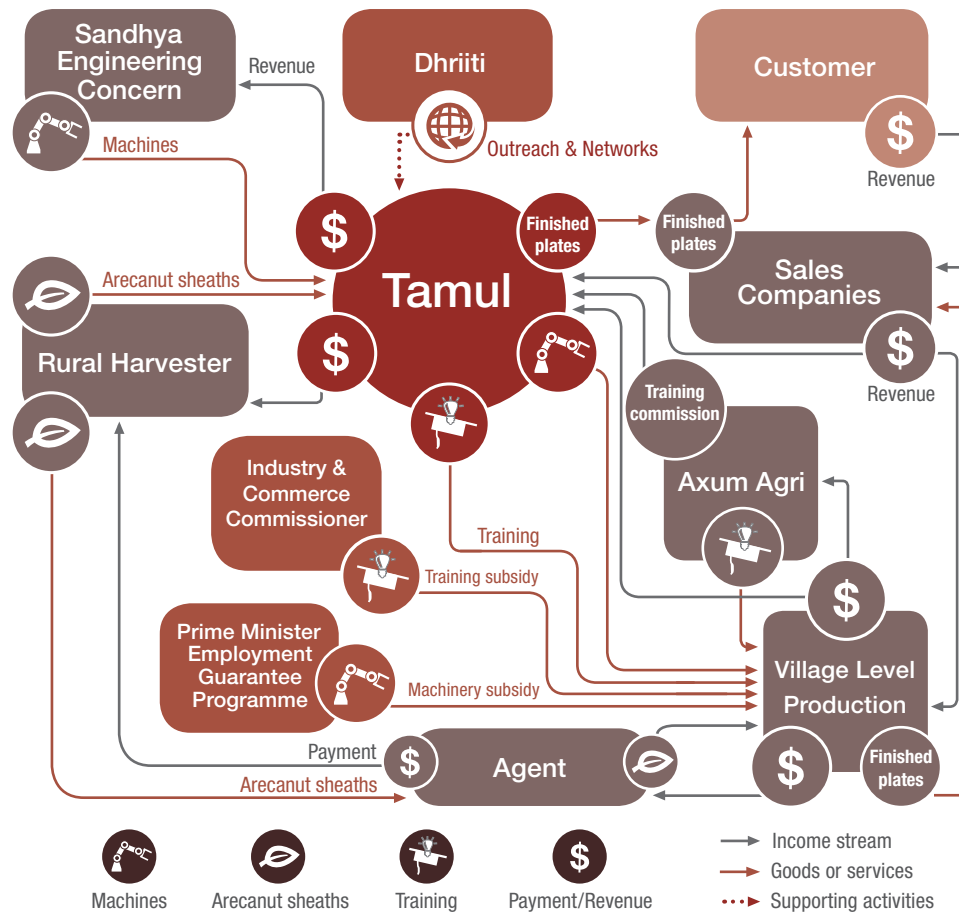 Sandhya
Engineering
Concern
Revenue
Dhriiti
Customer
$
Machines
Outreach & Networks
Revenue
$
Finished
plates
Finished
plates
Tamul
Sales
Companies
Arecanut sheaths
Rural Harvester
$
$
Revenue
Training
commission
Industry &
Commerce
Commissioner
Axum Agri
Training
Training subsidy
$
Prime Minister
Employment
Guarantee
Programme
Machinery subsidy
Village Level
Production
Payment
$
Agent
$
Finished
plates
Arecanut sheaths
$
Machines
Arecanut sheaths
Training
Payment/Revenue
Income stream
Goods or services
Supporting activities